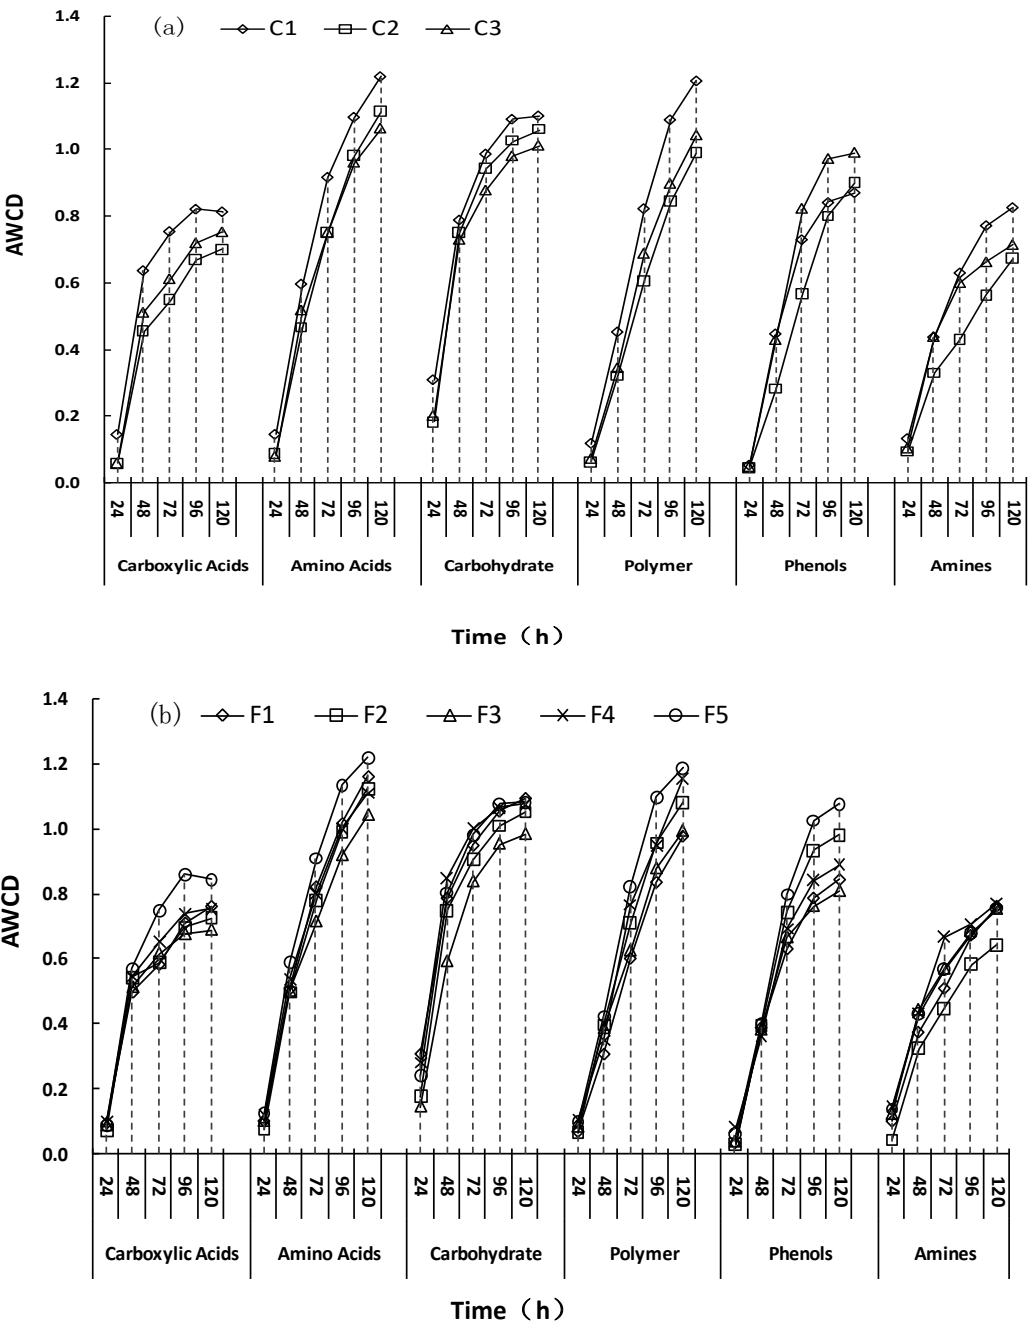 1.4
(a) C1 C2 C3
1.2
1.0
0.8
0.6
0.4
0.2
0.0
AWCD
24 48 72 96 120 24 48 72 96 120 24 48 72 96 120 24 48 72 96 120 24 48 72 96 120 24 48 72 96 120
Carboxylic Acids Amino Acids Carbohydrate Polymer Phenols Amines
Time（h）
1.4
(b) F1 F2 F3 F4 F5
1.2
1.0
0.8
0.6
0.4
0.2
0.0
AWCD
24 48 72 96 120 24 48 72 96 120 24 48 72 96 120 24 48 72 96 120 24 48 72 96 120 24 48 72 96 120
Carboxylic Acids Amino Acids Carbohydrate Polymer Phenols Amines
Time（h）